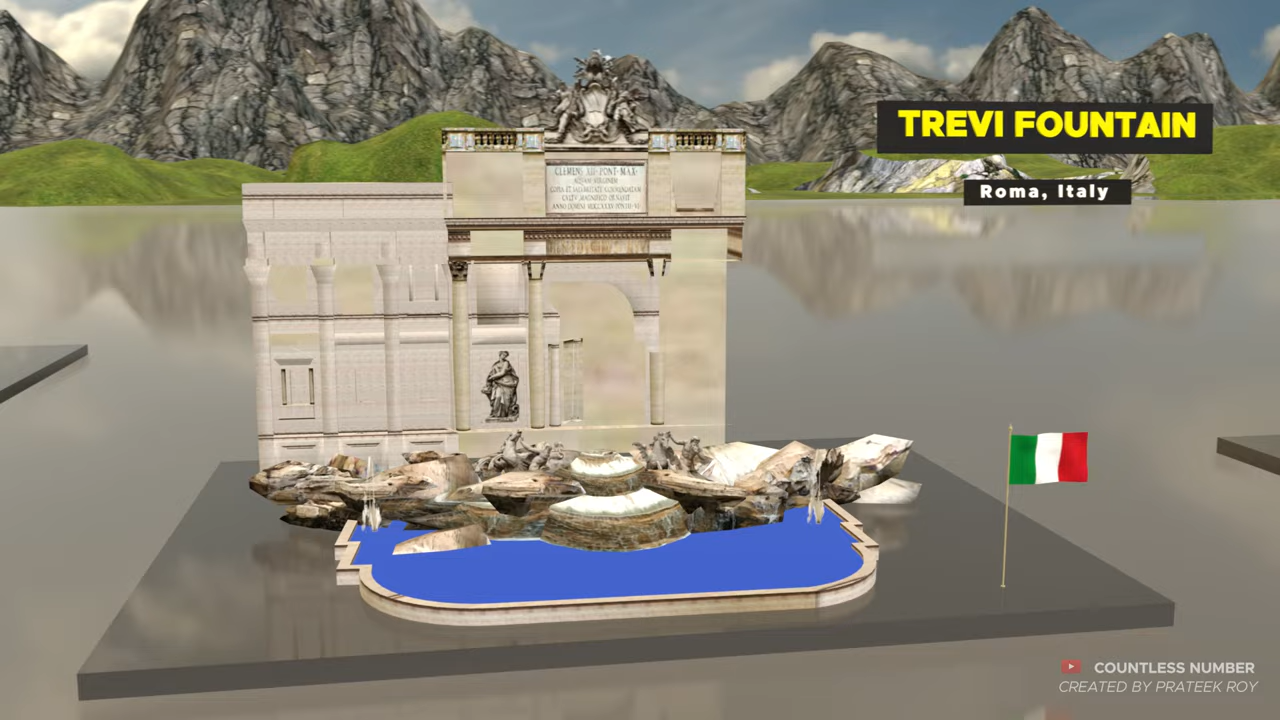 TREVI FOUNTAIN
Roma, Italy
CLEMENS XII PONT MAX
COUNTLESS NUMBER
CREATED BY PRATEEK ROY